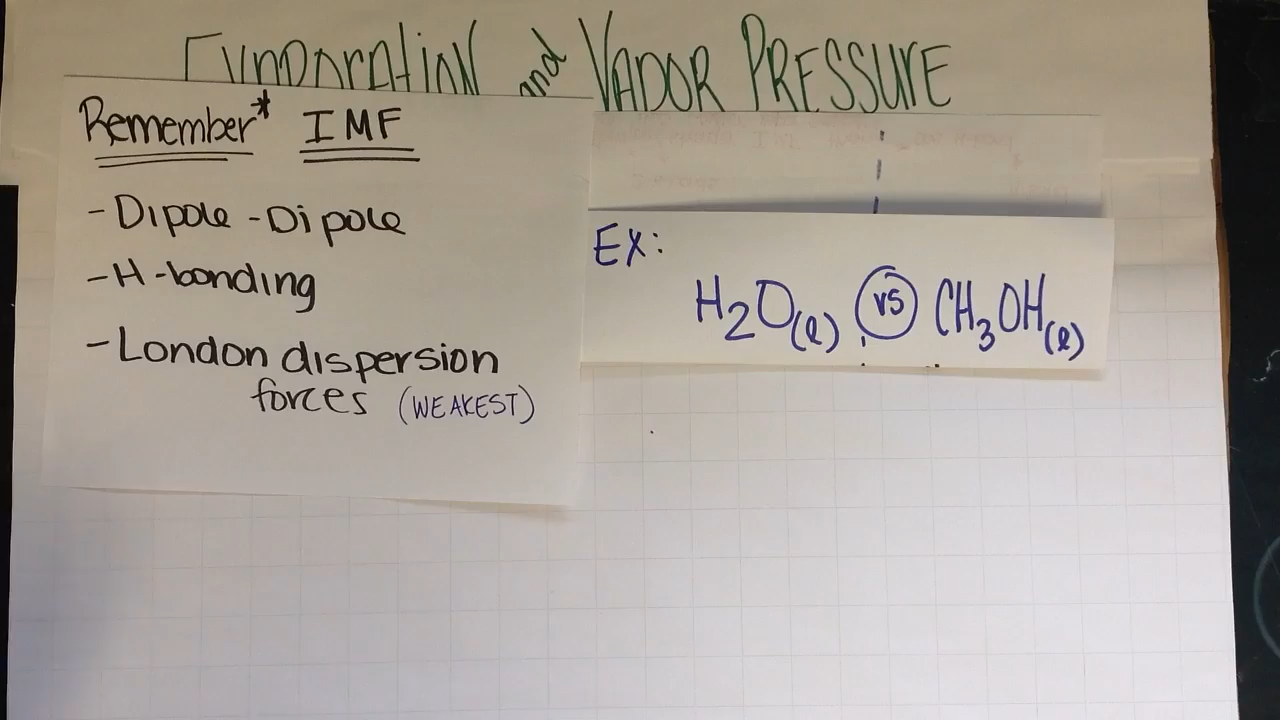 Evaporation and VAPOR PRESSURE
Remember* IMF
- Dipole - Dipole
- H-bonding
- London dispersion
forces (WEAKEST)
Ex:
H₂O(l) vs CH₃OH(l)